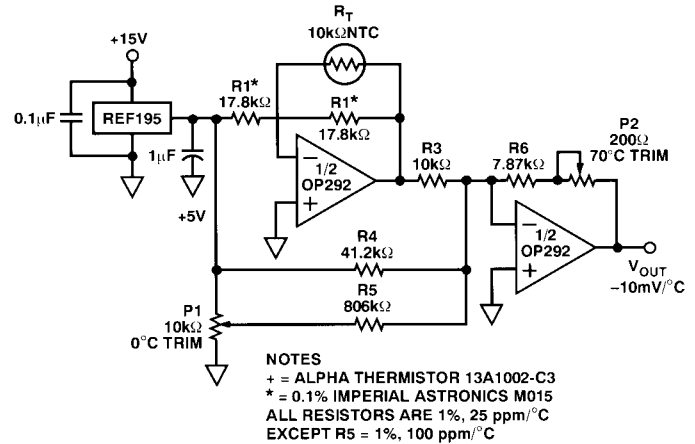 +15V
0.1µF
REF195
1µF
+5V
R1*
17.8kΩ
RT
10kΩNTC
R1*
17.8kΩ
−
1/2
OP292
+
R3
10kΩ
R4
41.2kΩ
R5
806kΩ
P1
10kΩ
0°C TRIM
R6
7.87kΩ
P2
200Ω
70°C TRIM
−
1/2
OP292
+
VOUT
−10mV/°C
NOTES
+ = ALPHA THERMISTOR 13A1002-C3
* = 0.1% IMPERIAL ASTRONICS M015
ALL RESISTORS ARE 1%, 25 ppm/°C
EXCEPT R5 = 1%, 100 ppm/°C